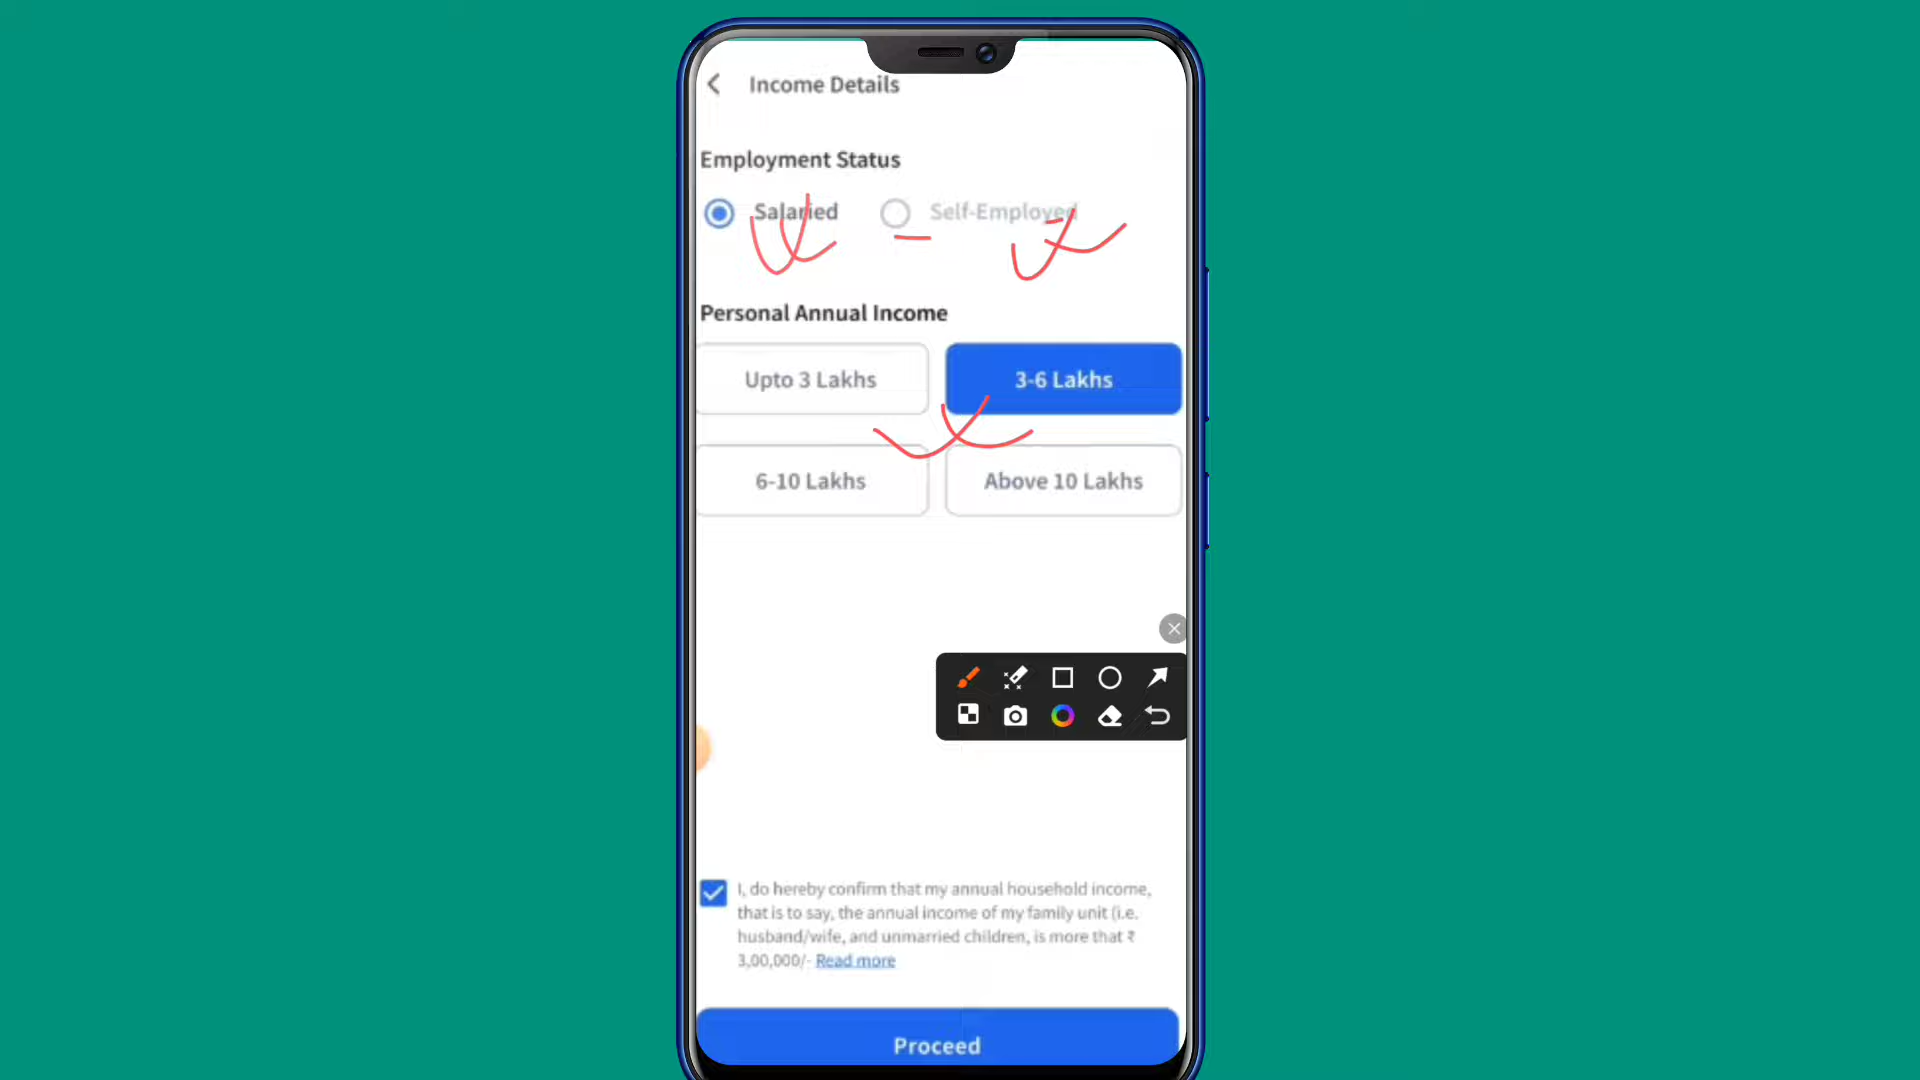 Income Details
Employment Status
Salaried Self-Employed
Personal Annual Income
Upto 3 Lakhs 3-6 Lakhs
6-10 Lakhs Above 10 Lakhs
I, do hereby confirm that my annual household income,
that is to say, the annual income of my family unit (i.e.
husband/wife, and unmarried children, is more that ₹
3,00,000/- Read more
Proceed